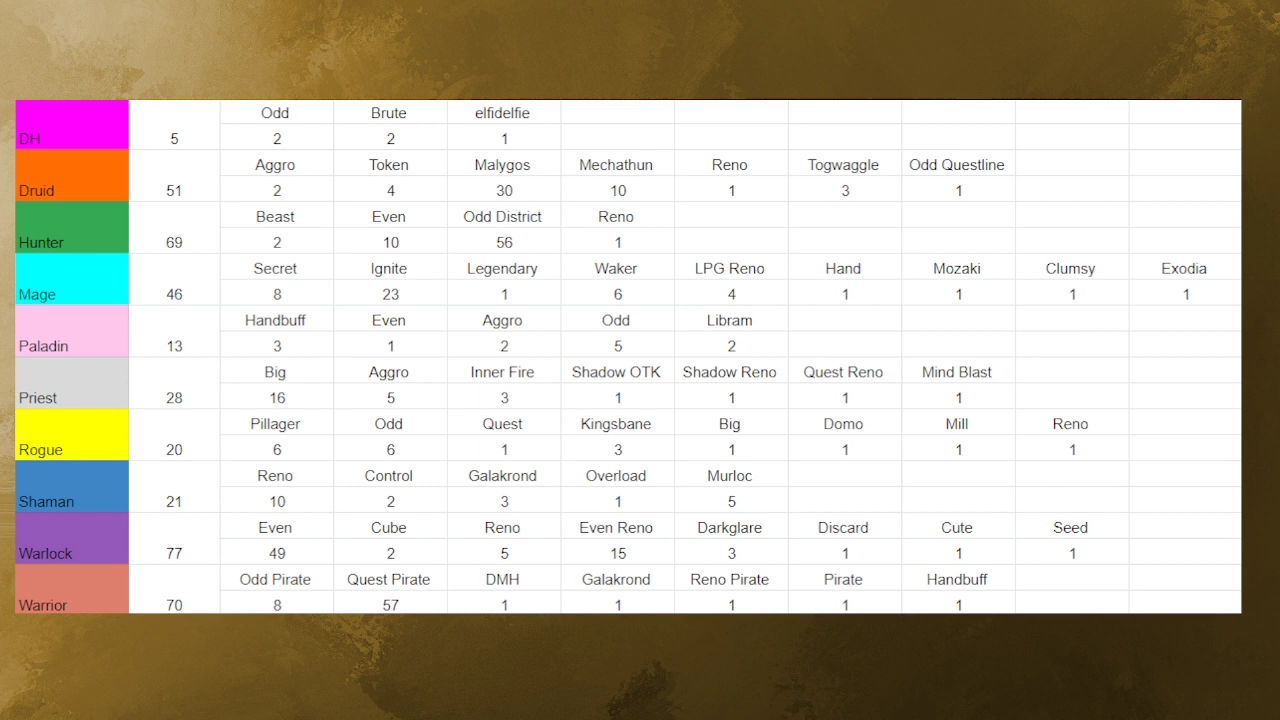 Odd Brute elfidelfie
DH 5 2 2 1
Aggro Token Malygos Mechathun Reno Togwaggle Odd Questline
Druid 51 2 4 30 10 1 3 1
Beast Even Odd District Reno
Hunter 69 2 10 56 1
Secret Ignite Legendary Waker LPG Reno Hand Mozaki Clumsy Exodia
Mage 46 8 23 1 6 4 1 1 1 1
Handbuff Even Aggro Odd Libram
Paladin 13 3 1 2 5 2
Big Aggro Inner Fire Shadow OTK Shadow Reno Quest Reno Mind Blast
Priest 28 16 5 3 1 1 1 1
Pillager Odd Quest Kingsbane Big Domo Mill Reno
Rogue 20 6 6 1 3 1 1 1 1
Reno Control Galakrond Overload Murloc
Shaman 21 10 2 3 1 5
Even Cube Reno Even Reno Darkglare Discard Cute Seed
Warlock 77 49 2 5 15 3 1 1 1
Odd Pirate Quest Pirate DMH Galakrond Reno Pirate Pirate Handbuff
Warrior 70 8 57 1 1 1 1 1